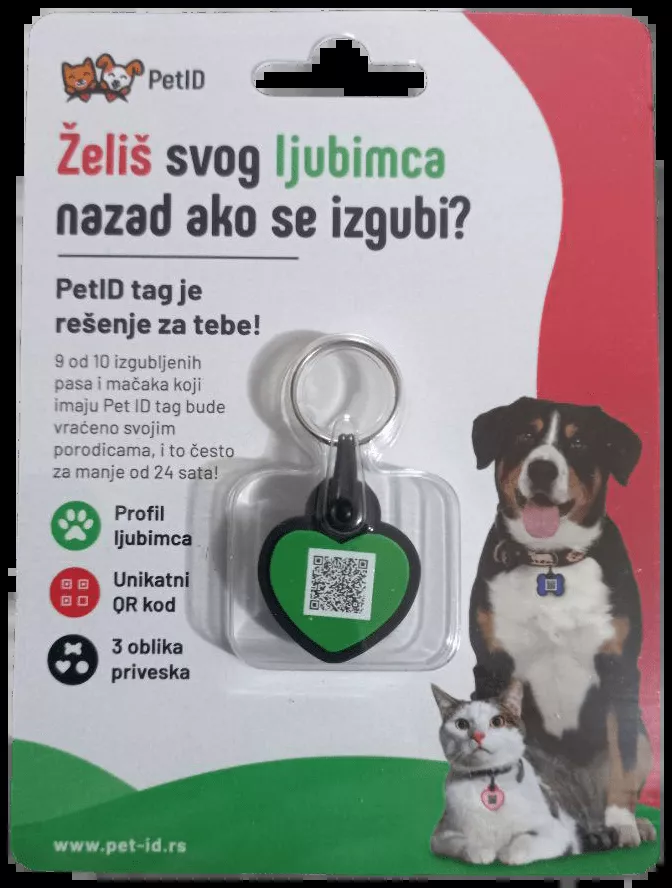 PetID
Želiš svog ljubimca
nazad ako se izgubi?
PetID tag je
rešenje za tebe!
9 od 10 izgubljenih
pasa i mačaka koji
imaju Pet ID tag bude
vraćeno svojim
porodicama, i to često
za manje od 24 sata!
Profil
ljubimca
Unikatni
QR kod
3 oblika
priveska
www.pet-id.rs